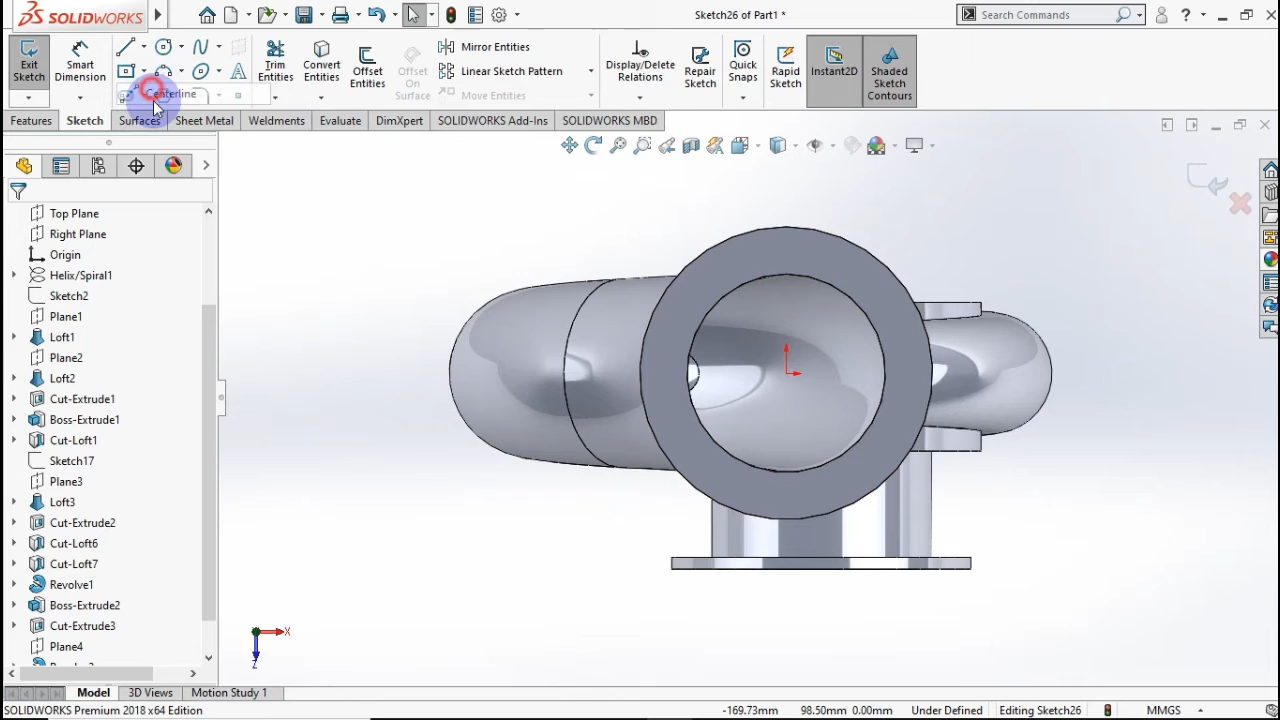 SOLIDWORKS
Sketch26 of Part1 *
Search Commands
Exit Sketch
Smart Dimension
Trim Entities
Convert Entities
Offset Entities
Offset On Surface
Mirror Entities
Linear Sketch Pattern
Move Entities
Display/Delete Relations
Repair Sketch
Quick Snaps
Rapid Sketch
Instant2D
Shaded Sketch Contours
Centerline
Features
Sketch
Surfaces
Sheet Metal
Weldments
Evaluate
DimXpert
SOLIDWORKS Add-Ins
SOLIDWORKS MBD
Top Plane
Right Plane
Origin
Helix/Spiral1
Sketch2
Plane1
Loft1
Plane2
Loft2
Cut-Extrude1
Boss-Extrude1
Cut-Loft1
Sketch17
Plane3
Loft3
Cut-Extrude2
Cut-Loft6
Cut-Loft7
Revolve1
Boss-Extrude2
Cut-Extrude3
Plane4
X
Z
Model
3D Views
Motion Study 1
SOLIDWORKS Premium 2018 x64 Edition
-169.73mm
98.50mm 0.00mm
Under Defined
Editing Sketch26
MMGS